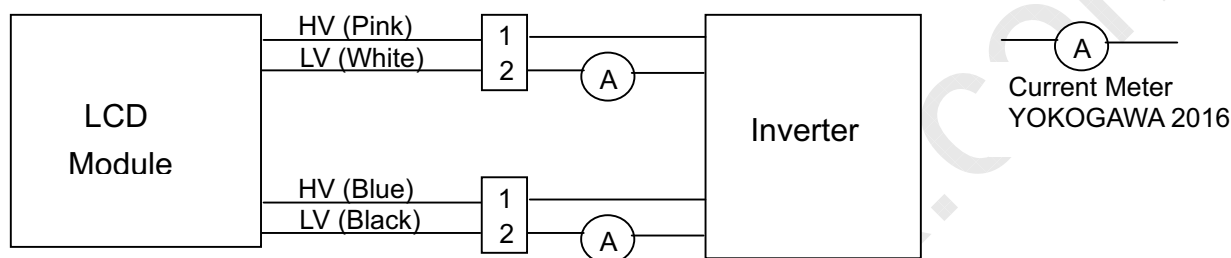 HV (Pink)
LV (White)
1
2
A
LCD
Module
HV (Blue)
LV (Black)
1
2
A
Inverter
A
Current Meter
YOKOGAWA 2016